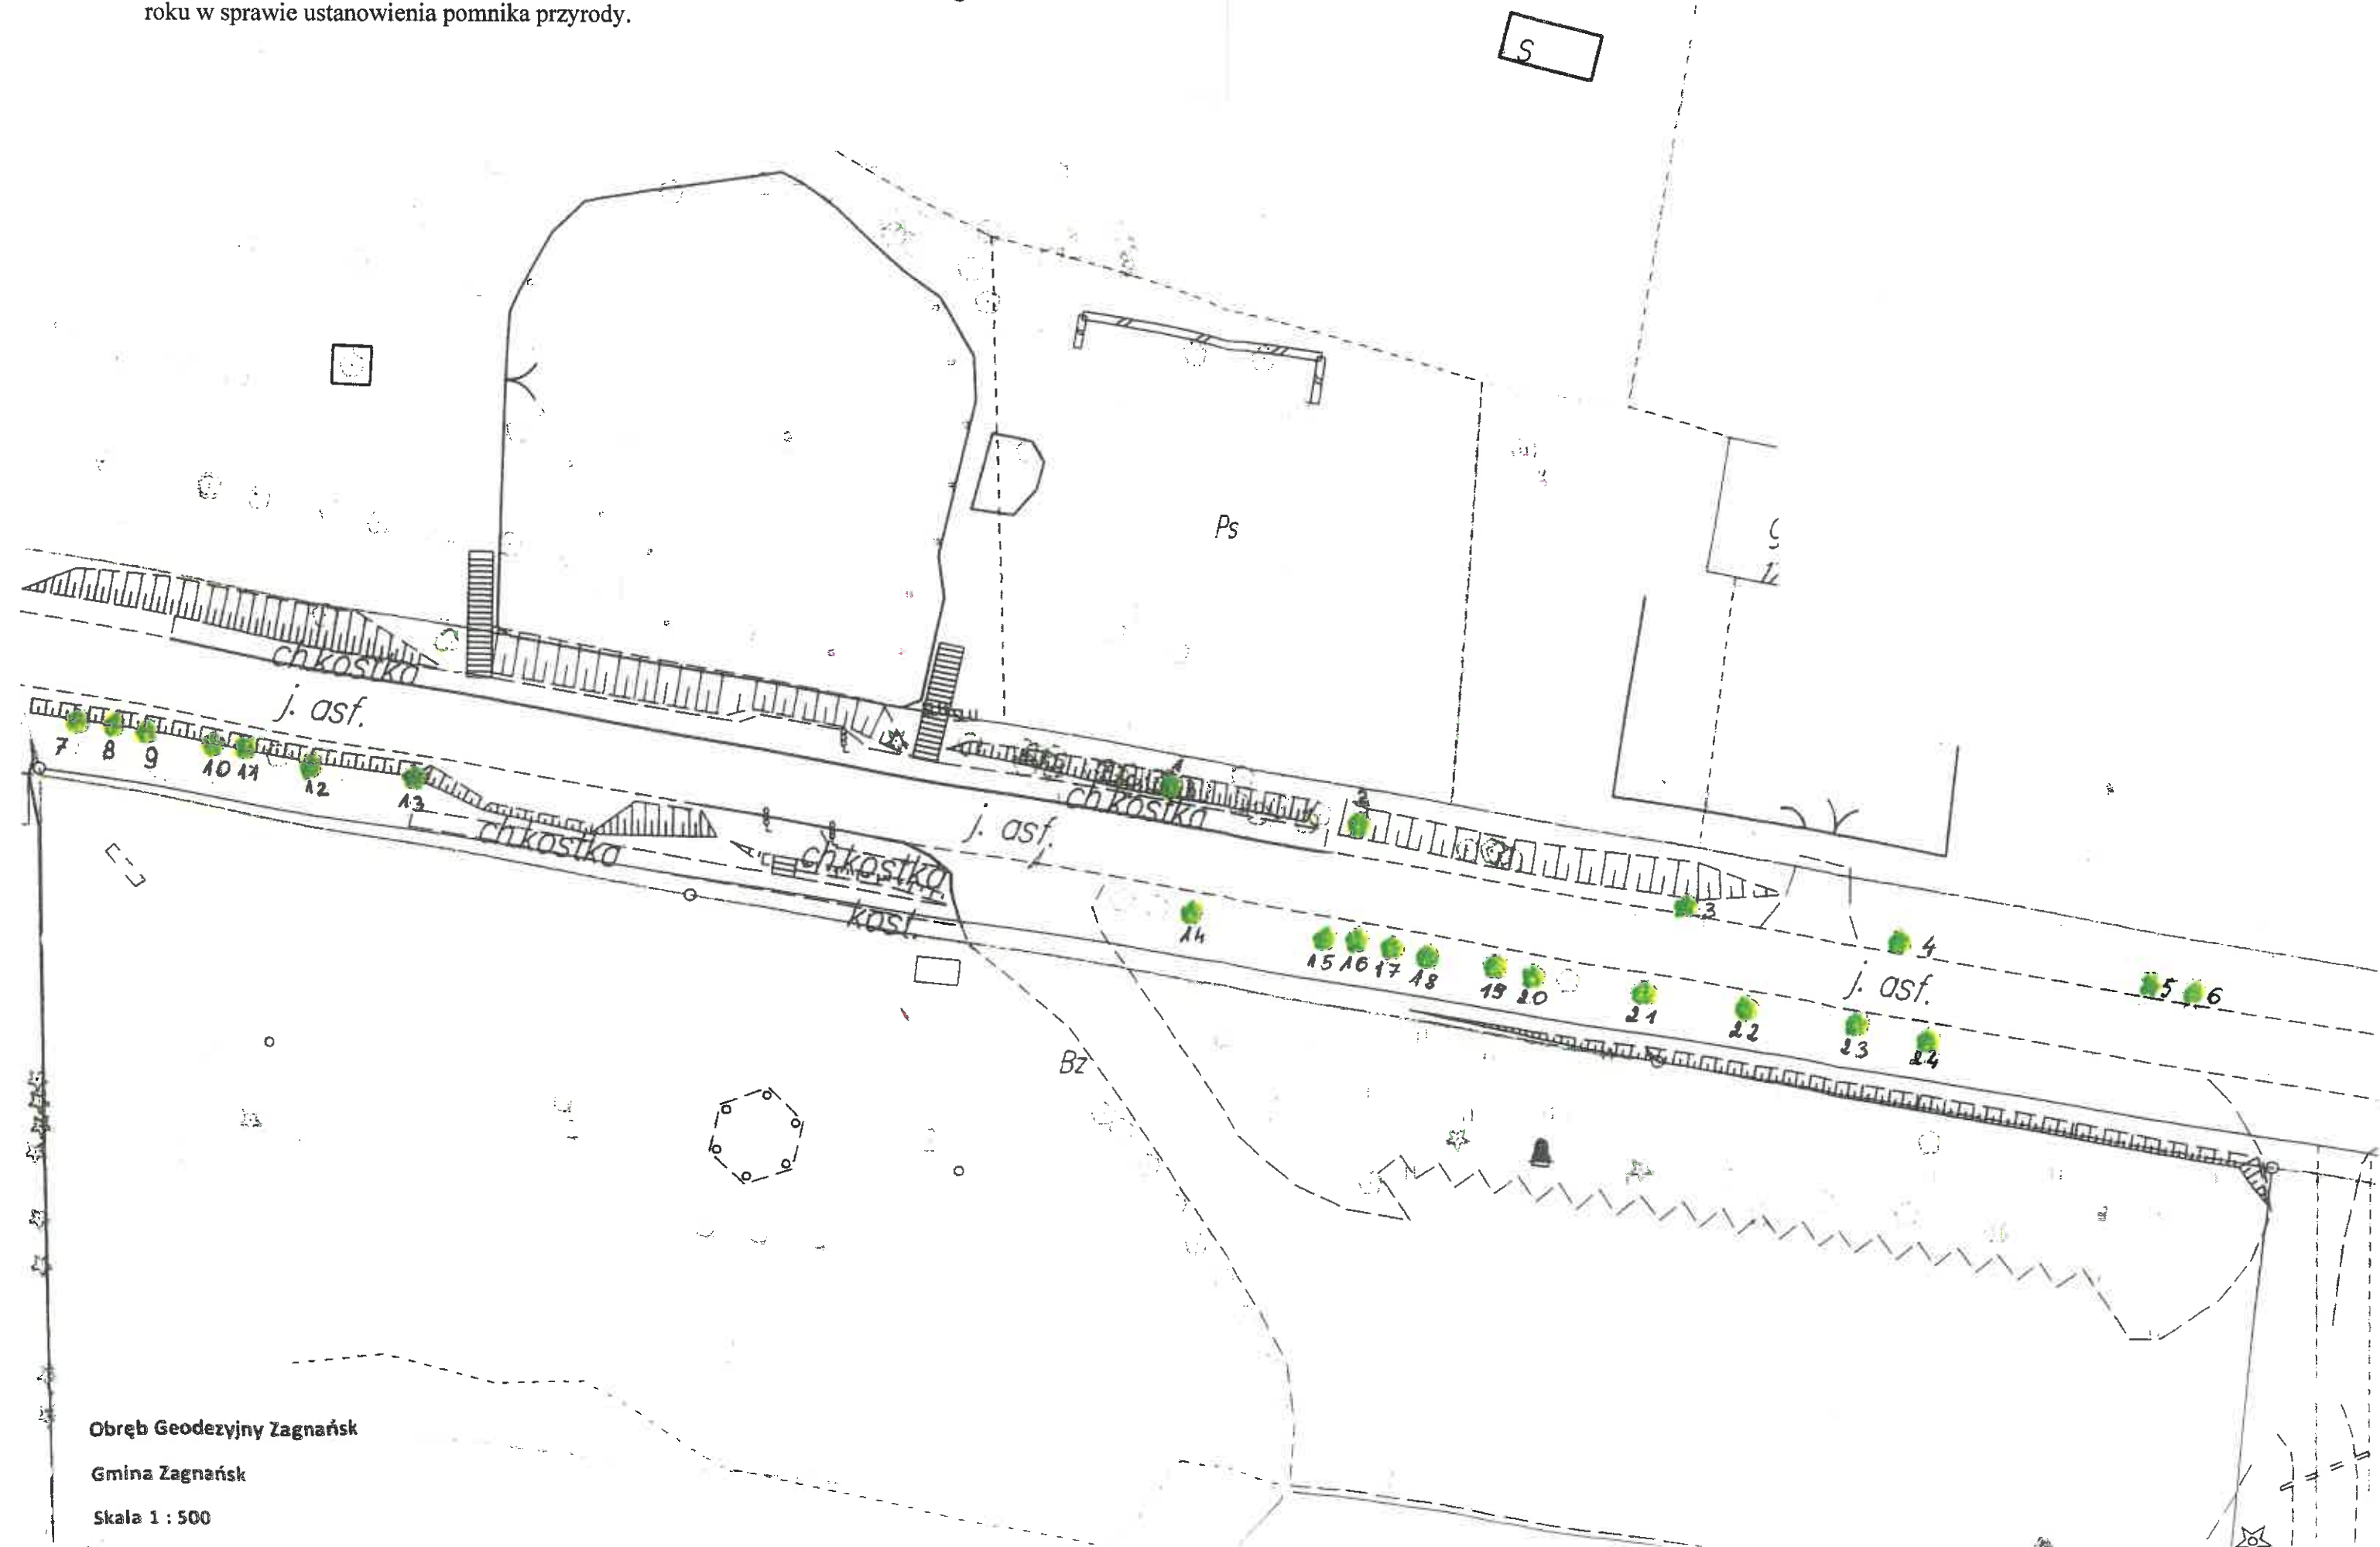 roku w sprawie ustanowienia pomnika przyrody.
S
Ps
ch.kostka
j. asf.
7 8 9 10 11 12 13
1
2
ch.kostka
j. asf.
3
ch.kostka
ch.kostka
kost.
4
14
15 16 17 18 19 20
j. asf.
5 6
21 22 23 24
Bz
Obręb Geodezyjny Zagnańsk
Gmina Zagnańsk
Skala 1 : 500